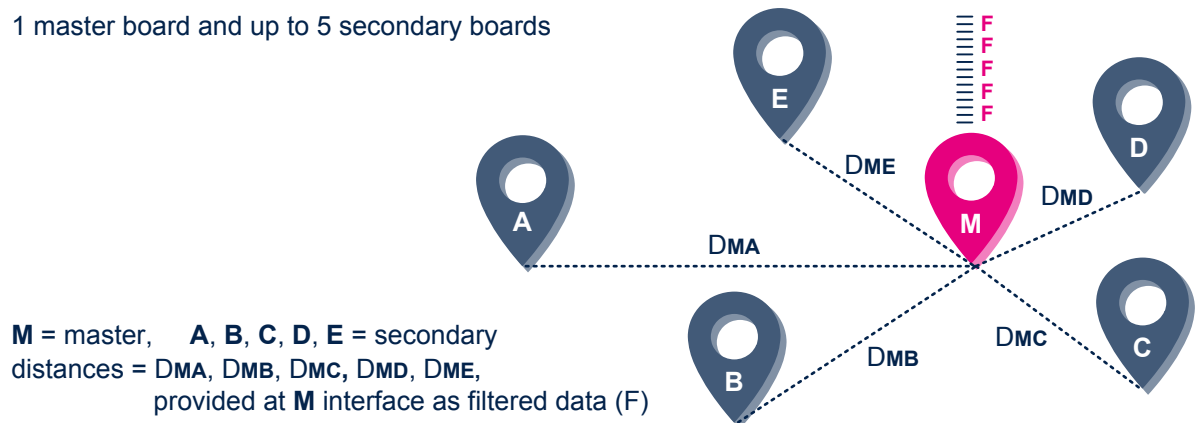 1 master board and up to 5 secondary boards
F
F
F
F
F
E
D
A
M
DME
DMD
DMA
B
C
DMB
DMC
M = master, A, B, C, D, E = secondary
distances = DMA, DMB, DMC, DMD, DME,
provided at M interface as filtered data (F)